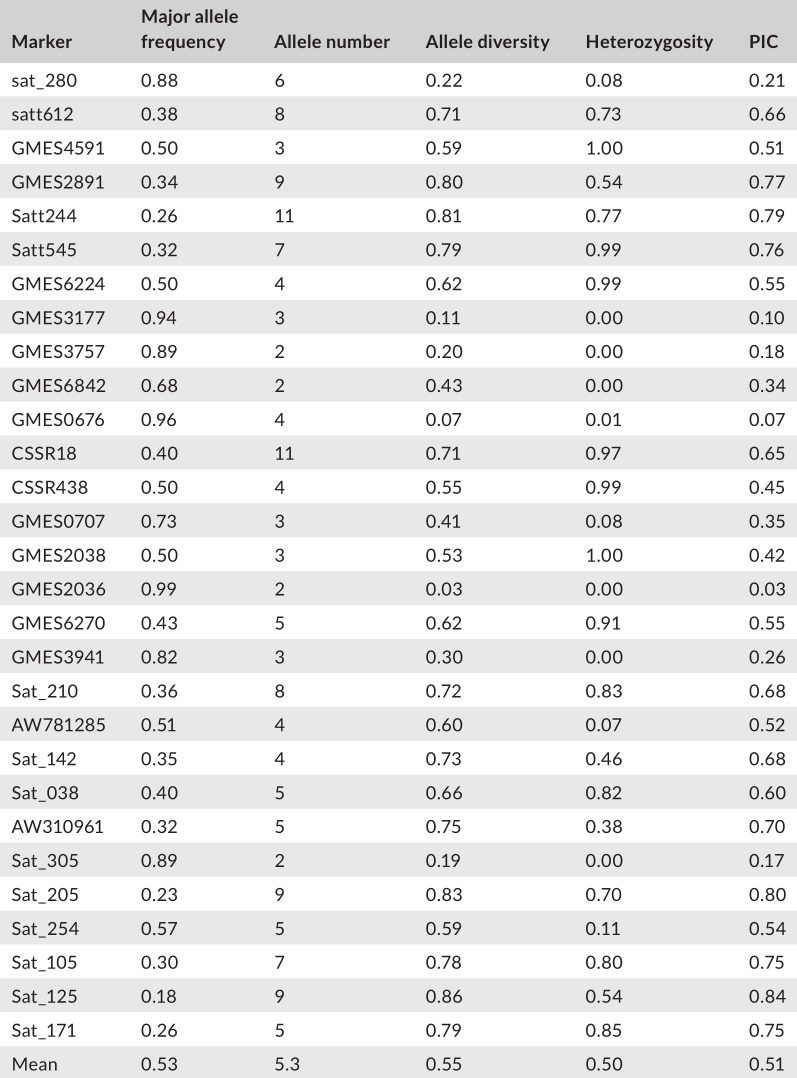 Marker Major allele frequency Allele number Allele diversity Heterozygosity PIC
sat_280 0.88 6 0.22 0.08 0.21
satt612 0.38 8 0.71 0.73 0.66
GMES4591 0.50 3 0.59 1.00 0.51
GMES2891 0.34 9 0.80 0.54 0.77
Satt244 0.26 11 0.81 0.77 0.79
Satt545 0.32 7 0.79 0.99 0.76
GMES6224 0.50 4 0.62 0.99 0.55
GMES3177 0.94 3 0.11 0.00 0.10
GMES3757 0.89 2 0.20 0.00 0.18
GMES6842 0.68 2 0.43 0.00 0.34
GMES0676 0.96 4 0.07 0.01 0.07
CSSR18 0.40 11 0.71 0.97 0.65
CSSR438 0.50 4 0.55 0.99 0.45
GMES0707 0.73 3 0.41 0.08 0.35
GMES2038 0.50 3 0.53 1.00 0.42
GMES2036 0.99 2 0.03 0.00 0.03
GMES6270 0.43 5 0.62 0.91 0.55
GMES3941 0.82 3 0.30 0.00 0.26
Sat_210 0.36 8 0.72 0.83 0.68
AW781285 0.51 4 0.60 0.07 0.52
Sat_142 0.35 4 0.73 0.46 0.68
Sat_038 0.40 5 0.66 0.82 0.60
AW310961 0.32 5 0.75 0.38 0.70
Sat_305 0.89 2 0.19 0.00 0.17
Sat_205 0.23 9 0.83 0.70 0.80
Sat_254 0.57 5 0.59 0.11 0.54
Sat_105 0.30 7 0.78 0.80 0.75
Sat_125 0.18 9 0.86 0.54 0.84
Sat_171 0.26 5 0.79 0.85 0.75
Mean 0.53 5.3 0.55 0.50 0.51